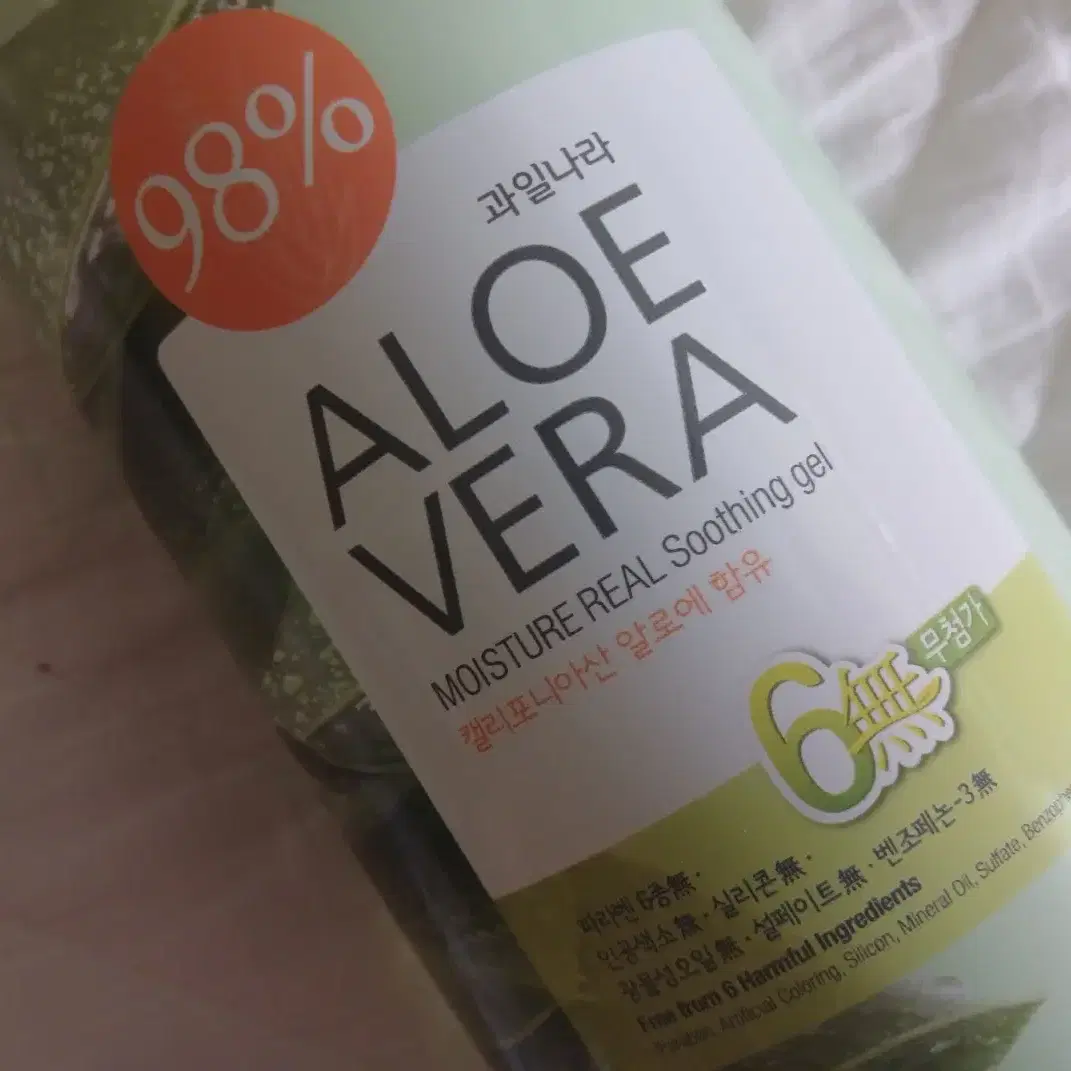 98%
과일나라
ALOE
VERA
MOISTURE REAL Soothing gel
캘리포니아산 알로에 함유
6無 무첨가
파라벤 6종無·
인공색소無·실리콘無·
광물성오일無·설페이트無·벤조페논-3無
Free from 6 Harmful Ingredients
Paraben, Artificial Coloring, Silicon, Mineral Oil, Sulfate,